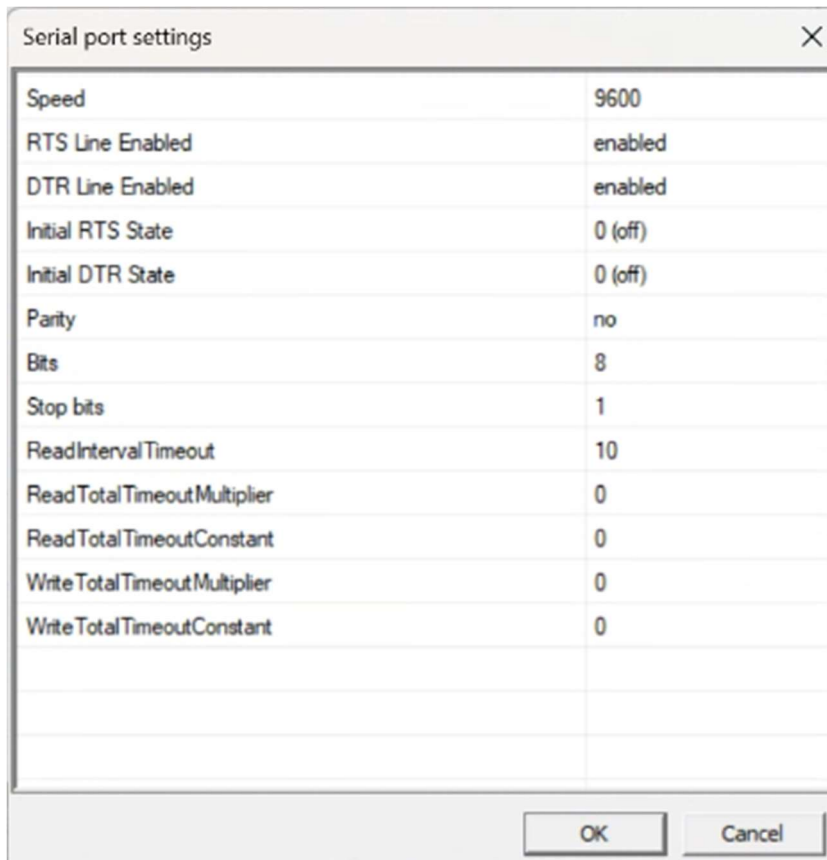 Serial port settings
Speed 9600
RTS Line Enabled enabled
DTR Line Enabled enabled
Initial RTS State 0 (off)
Initial DTR State 0 (off)
Parity no
Bits 8
Stop bits 1
ReadIntervalTimeout 10
ReadTotalTimeoutMultiplier 0
ReadTotalTimeoutConstant 0
WriteTotalTimeoutMultiplier 0
WriteTotalTimeoutConstant 0
OK Cancel